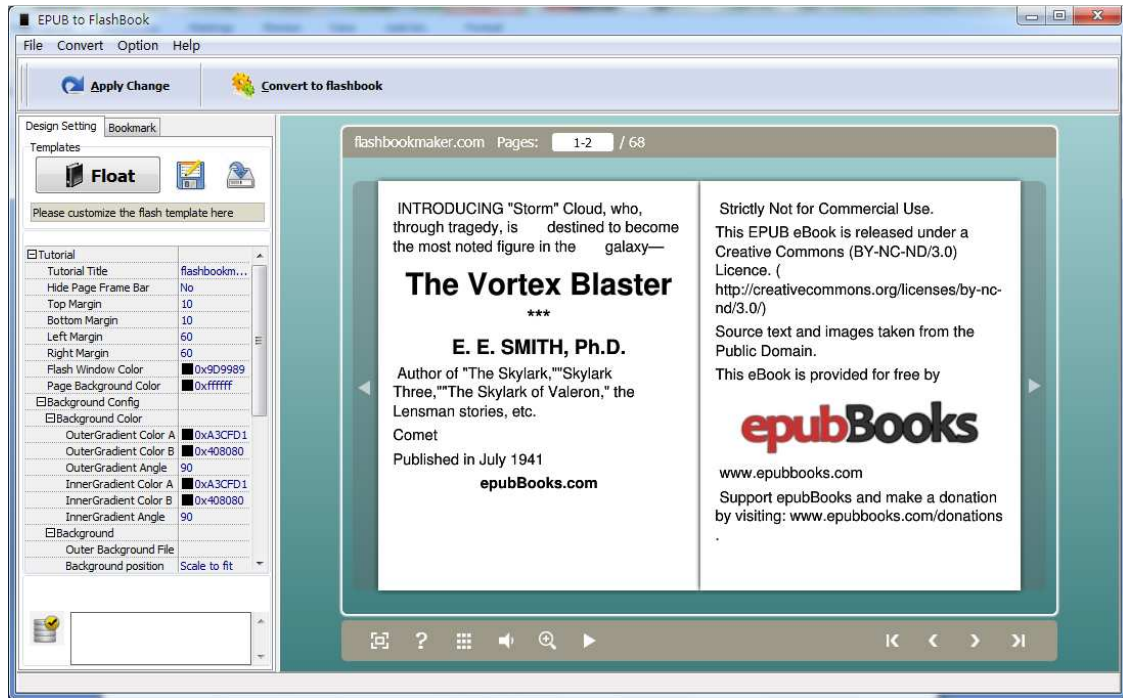 EPUB to FlashBook
File Convert Option Help
Apply Change
Convert to flashbook
Design Setting Bookmark
Templates
Float
Please customize the flash template here
Tutorial
Tutorial Title flashbookm...
Hide Page Frame Bar No
Top Margin 10
Bottom Margin 10
Left Margin 60
Right Margin 60
Flash Window Color 0x9D9989
Page Background Color 0xffffff
Background Config
Background Color
OuterGradient Color A 0xA3CFD1
OuterGradient Color B 0x408080
OuterGradient Angle 90
InnerGradient Color A 0xA3CFD1
InnerGradient Color B 0x408080
InnerGradient Angle 90
Background
Outer Background File
Background position Scale to fit
flashbookmaker.com Pages: 1-2 / 68
INTRODUCING "Storm" Cloud, who,
through tragedy, is destined to become
the most noted figure in the galaxy—
The Vortex Blaster
***
E. E. SMITH, Ph.D.
Author of "The Skylark,""Skylark
Three,""The Skylark of Valeron," the
Lensman stories, etc.
Comet
Published in July 1941
epubBooks.com
Strictly Not for Commercial Use.
This EPUB eBook is released under a
Creative Commons (BY-NC-ND/3.0)
Licence. (
http://creativecommons.org/licenses/by-nc-
nd/3.0/)
Source text and images taken from the
Public Domain.
This eBook is provided for free by
epubBooks
www.epubbooks.com
Support epubBooks and make a donation
by visiting: www.epubbooks.com/donations
.